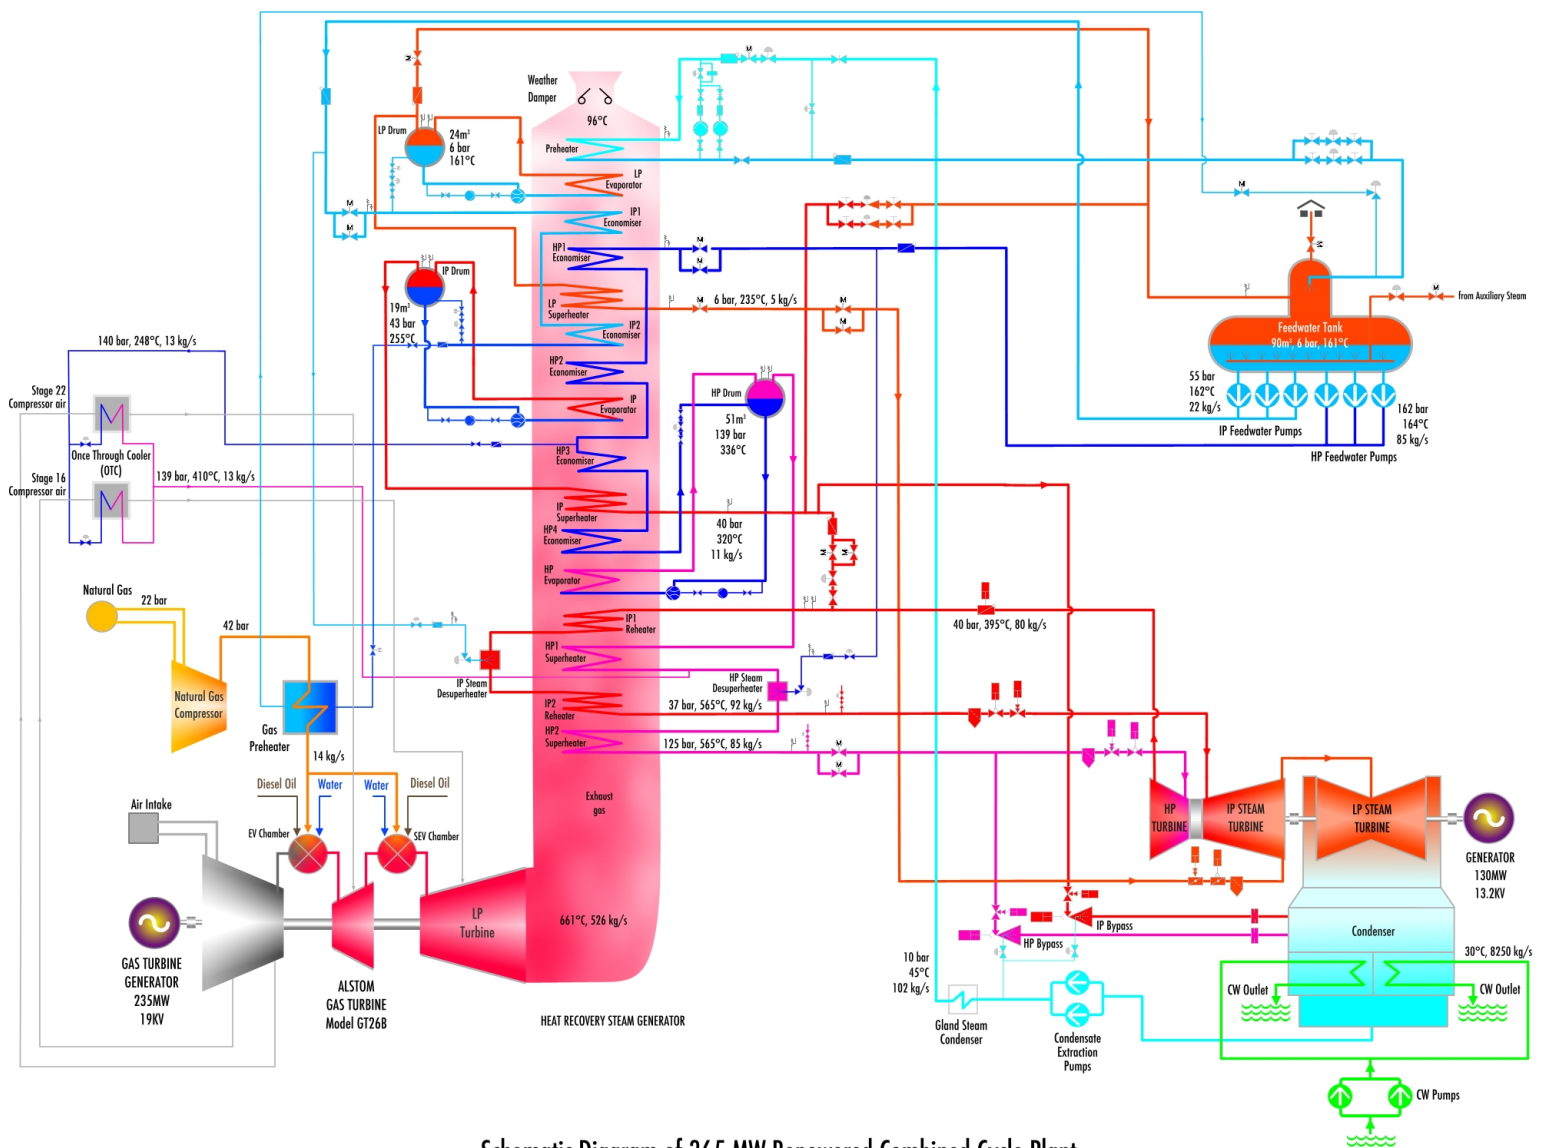 Weather
Damper
96°C
LP Drum
24m³
6 bar
161°C
Preheater
LP
Evaporator
IP1
Economiser
HP1
Economiser
IP Drum
19m³
43 bar
255°C
LP
Superheater
6 bar, 235°C, 5 kg/s
IP2
Economiser
HP2
Economiser
IP
Evaporator
HP3
Economiser
IP
Superheater
HP4
Economiser
HP
Evaporator
HP Drum
51m³
139 bar
336°C
40 bar
320°C
11 kg/s
from Auxiliary Steam
Feedwater Tank
90m³, 6 bar, 161°C
55 bar
162°C
22 kg/s
IP Feedwater Pumps
162 bar
164°C
85 kg/s
HP Feedwater Pumps
140 bar, 248°C, 13 kg/s
Stage 22
Compressor air
Once Through Cooler
(OTC)
Stage 16
Compressor air
139 bar, 410°C, 13 kg/s
Natural Gas
22 bar
42 bar
Natural Gas
Compressor
Gas
Preheater
14 kg/s
IP Steam
Desuperheater
IP1
Reheater
40 bar, 395°C, 80 kg/s
HP1
Superheater
HP Steam
Desuperheater
IP2
Reheater
37 bar, 565°C, 92 kg/s
HP2
Superheater
125 bar, 565°C, 85 kg/s
Diesel Oil
Water
Water
Diesel Oil
Air Intake
EV Chamber
SEV Chamber
Exhaust
gas
661°C, 526 kg/s
LP
Turbine
GAS TURBINE
GENERATOR
235MW
19KV
ALSTOM
GAS TURBINE
Model GT26B
HEAT RECOVERY STEAM GENERATOR
HP
TURBINE
IP STEAM
TURBINE
LP STEAM
TURBINE
GENERATOR
130MW
13.2KV
IP Bypass
HP Bypass
Condenser
10 bar
45°C
102 kg/s
Gland Steam
Condenser
Condensate
Extraction
Pumps
30°C, 8250 kg/s
CW Outlet
CW Outlet
CW Pumps
Schematic Diagram of 365 MW Repowered Combined Cycle Plant